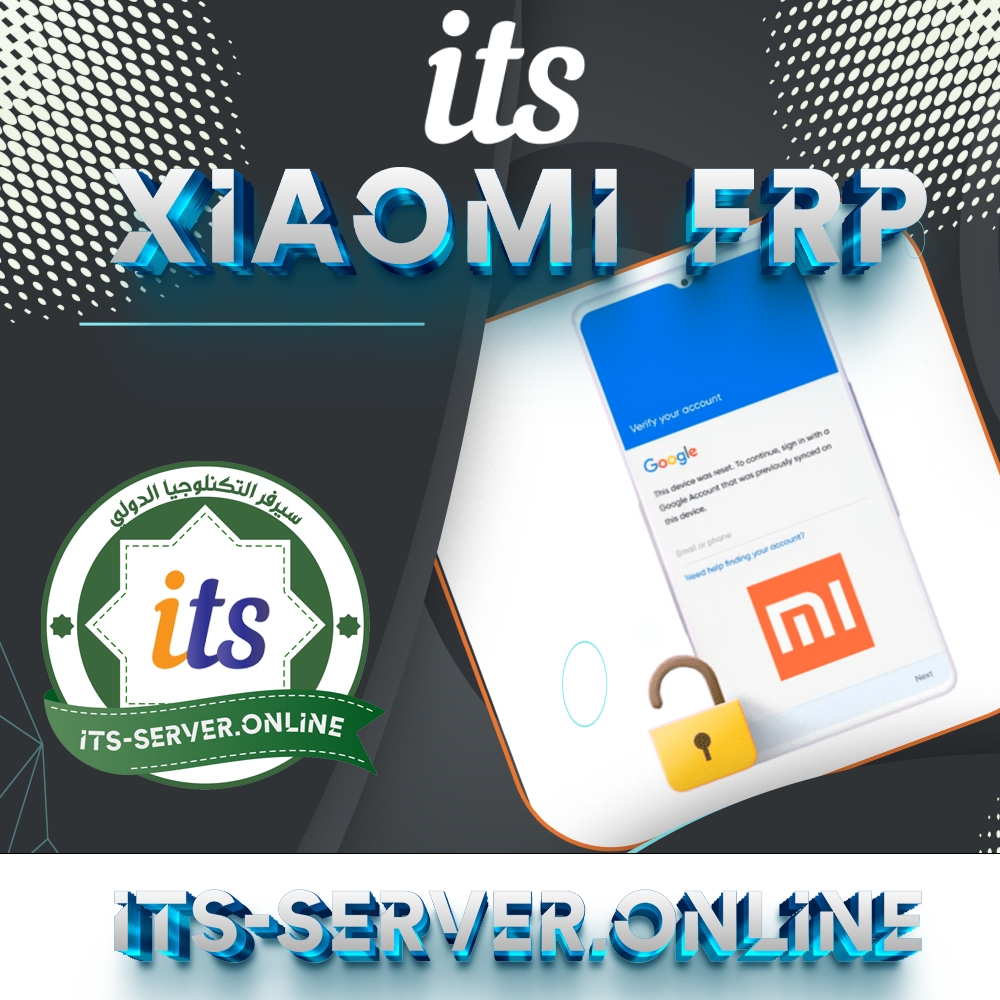 its
XIAOMI FRP
Verify your account
Google
This device was reset. To continue, sign in with a
Google Account that was previously synced on
this device.
Email or phone
Need help finding your account?
mi
Next
سيرفر التكنلوجيا الدولي
its
iTS-SERVER.ONLiNE
iTS-SERVER.ONLiNE